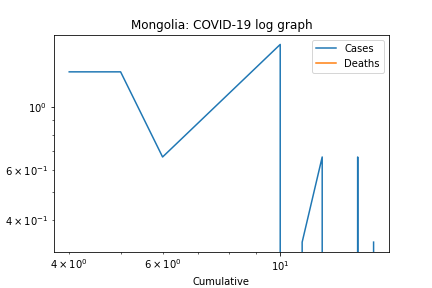 Mongolia: COVID-19 log graph
Cases
Deaths
10⁰
6 × 10⁻¹
4 × 10⁻¹
4 × 10⁰
6 × 10⁰
10¹
Cumulative